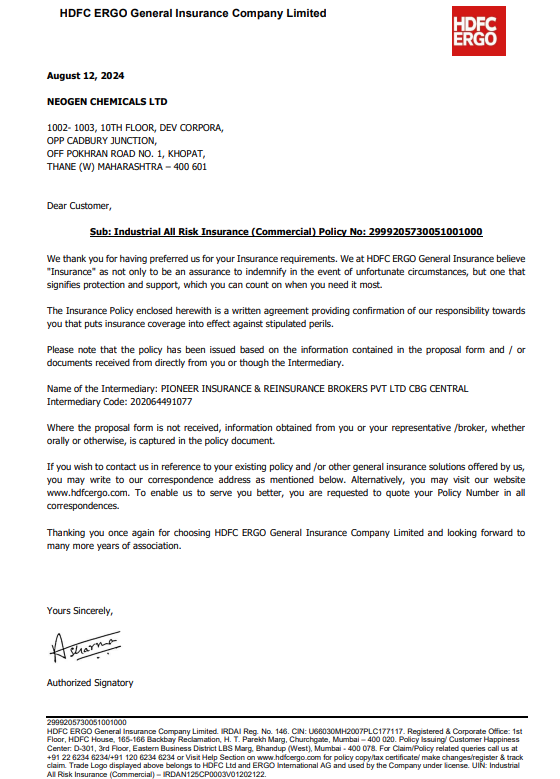 HDFC ERGO General Insurance Company Limited
HDFC
ERGO
August 12, 2024
NEOGEN CHEMICALS LTD
1002- 1003, 10TH FLOOR, DEV CORPORA,
OPP CADBURY JUNCTION,
OFF POKHRAN ROAD NO. 1, KHOPAT,
THANE (W) MAHARASHTRA – 400 601
Dear Customer,
Sub: Industrial All Risk Insurance (Commercial) Policy No: 2999205730051001000
We thank you for having preferred us for your Insurance requirements. We at HDFC ERGO General Insurance believe
"Insurance" as not only to be an assurance to indemnify in the event of unfortunate circumstances, but one that
signifies protection and support, which you can count on when you need it most.
The Insurance Policy enclosed herewith is a written agreement providing confirmation of our responsibility towards
you that puts insurance coverage into effect against stipulated perils.
Please note that the policy has been issued based on the information contained in the proposal form and / or
documents received from directly from you or though the Intermediary.
Name of the Intermediary: PIONEER INSURANCE & REINSURANCE BROKERS PVT LTD CBG CENTRAL
Intermediary Code: 202064491077
Where the proposal form is not received, information obtained from you or your representative /broker, whether
orally or otherwise, is captured in the policy document.
If you wish to contact us in reference to your existing policy and /or other general insurance solutions offered by us,
you may write to our correspondence address as mentioned below. Alternatively, you may visit our website
www.hdfcergo.com. To enable us to serve you better, you are requested to quote your Policy Number in all
correspondences.
Thanking you once again for choosing HDFC ERGO General Insurance Company Limited and looking forward to
many more years of association.
Yours Sincerely,
Asharma
Authorized Signatory
2999205730051001000
HDFC ERGO General Insurance Company Limited. IRDAI Reg. No. 146. CIN: U66030MH2007PLC177117. Registered & Corporate Office: 1st
Floor, HDFC House, 165-166 Backbay Reclamation, H. T. Parekh Marg, Churchgate, Mumbai – 400 020. Policy Issuing/ Customer Happiness
Center: D-301, 3rd Floor, Eastern Business District LBS Marg, Bhandup (West), Mumbai - 400 078. For Claim/Policy related queries call us at
+91 22 6234 6234/+91 120 6234 6234 or Visit Help Section on www.hdfcergo.com for policy copy/tax certificate/ make changes/register & track
claim. Trade Logo displayed above belongs to HDFC Ltd and ERGO International AG and used by the Company under license. UIN: Industrial
All Risk Insurance (Commercial) – IRDAN125CP0003V01202122.